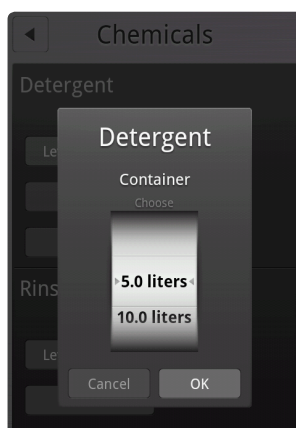 Chemicals
Detergent
Detergent
Container
Choose
5.0 liters
10.0 liters
Cancel
OK